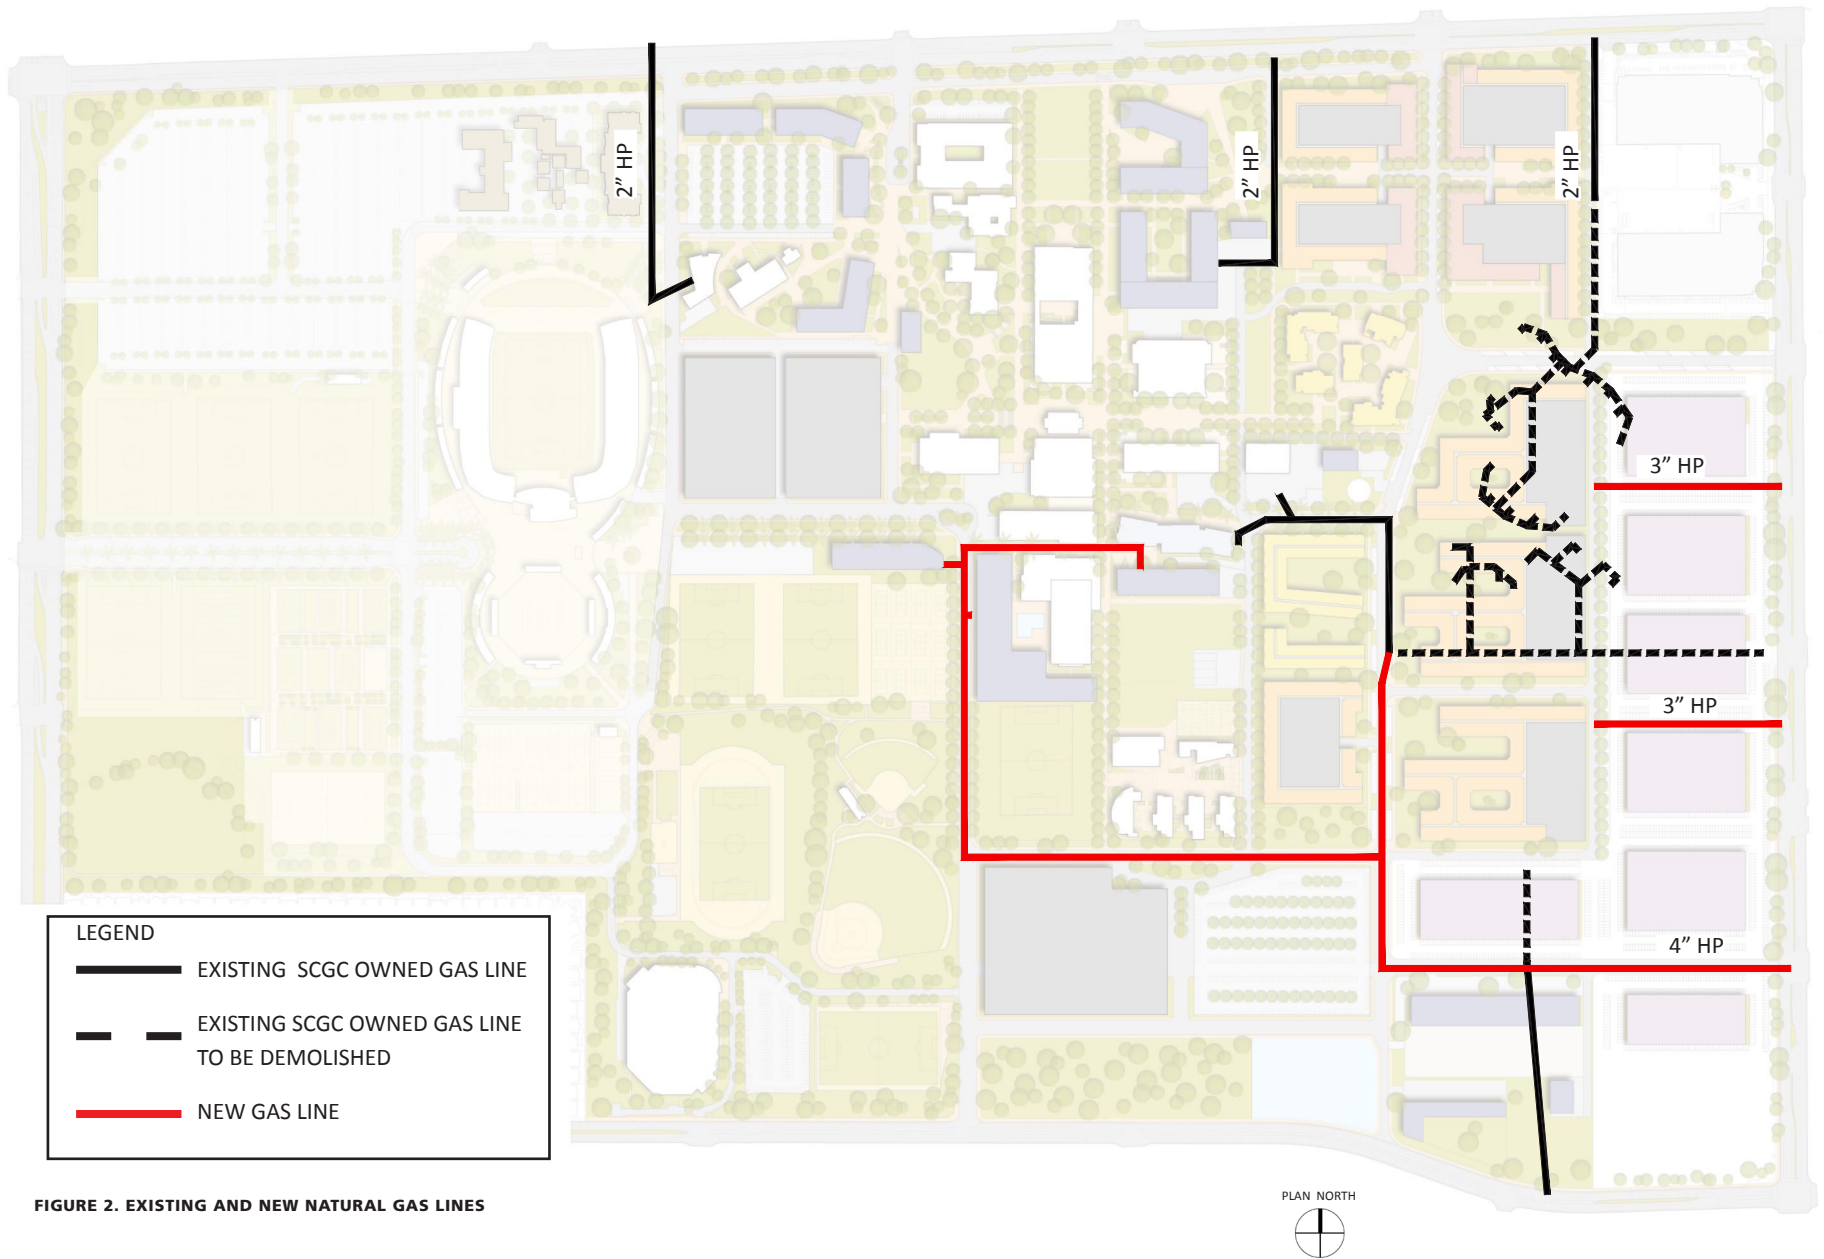 2” HP
2” HP
2” HP
3” HP
3” HP
4” HP
LEGEND
EXISTING SCGC OWNED GAS LINE
EXISTING SCGC OWNED GAS LINE
TO BE DEMOLISHED
NEW GAS LINE
FIGURE 2. EXISTING AND NEW NATURAL GAS LINES
PLAN NORTH